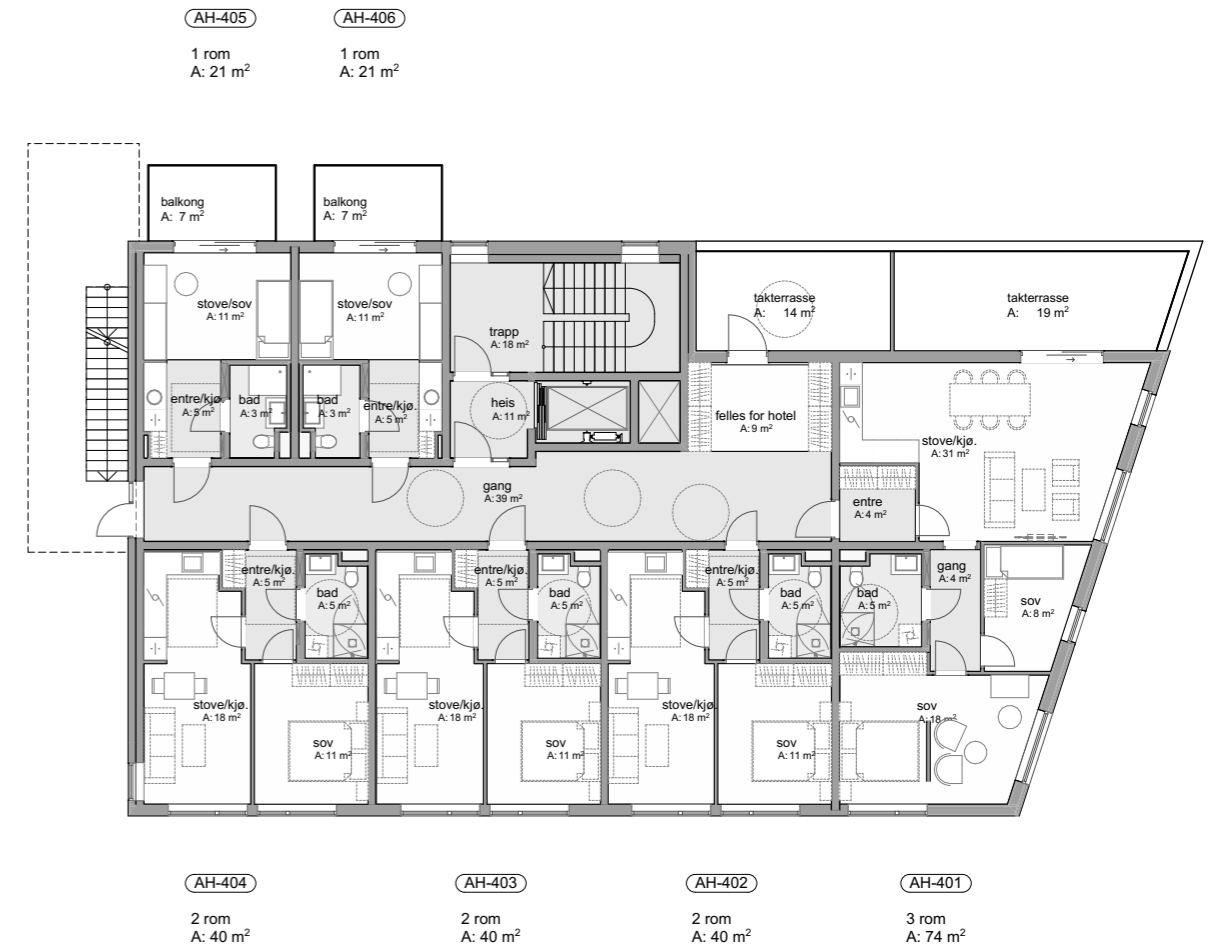 AH-405
1 rom
A: 21 m²
AH-406
1 rom
A: 21 m²
balkong
A: 7 m²
balkong
A: 7 m²
stove/sov
A: 11 m²
stove/sov
A: 11 m²
trapp
A: 18 m²
takterrasse
A: 14 m²
takterrasse
A: 19 m²
entre/kjø.
A: 5 m²
bad
A: 3 m²
bad
A: 3 m²
entre/kjø.
A: 5 m²
heis
A: 11 m²
felles for hotel
A: 9 m²
stove/kjø.
A: 31 m²
gang
A: 39 m²
entre
A: 4 m²
entre/kjø.
A: 5 m²
bad
A: 5 m²
entre/kjø.
A: 5 m²
bad
A: 5 m²
entre/kjø.
A: 5 m²
bad
A: 5 m²
bad
A: 5 m²
gang
A: 4 m²
sov
A: 8 m²
stove/kjø.
A: 18 m²
sov
A: 11 m²
stove/kjø.
A: 18 m²
sov
A: 11 m²
stove/kjø.
A: 18 m²
sov
A: 11 m²
sov
A: 18 m²
AH-404
2 rom
A: 40 m²
AH-403
2 rom
A: 40 m²
AH-402
2 rom
A: 40 m²
AH-401
3 rom
A: 74 m²